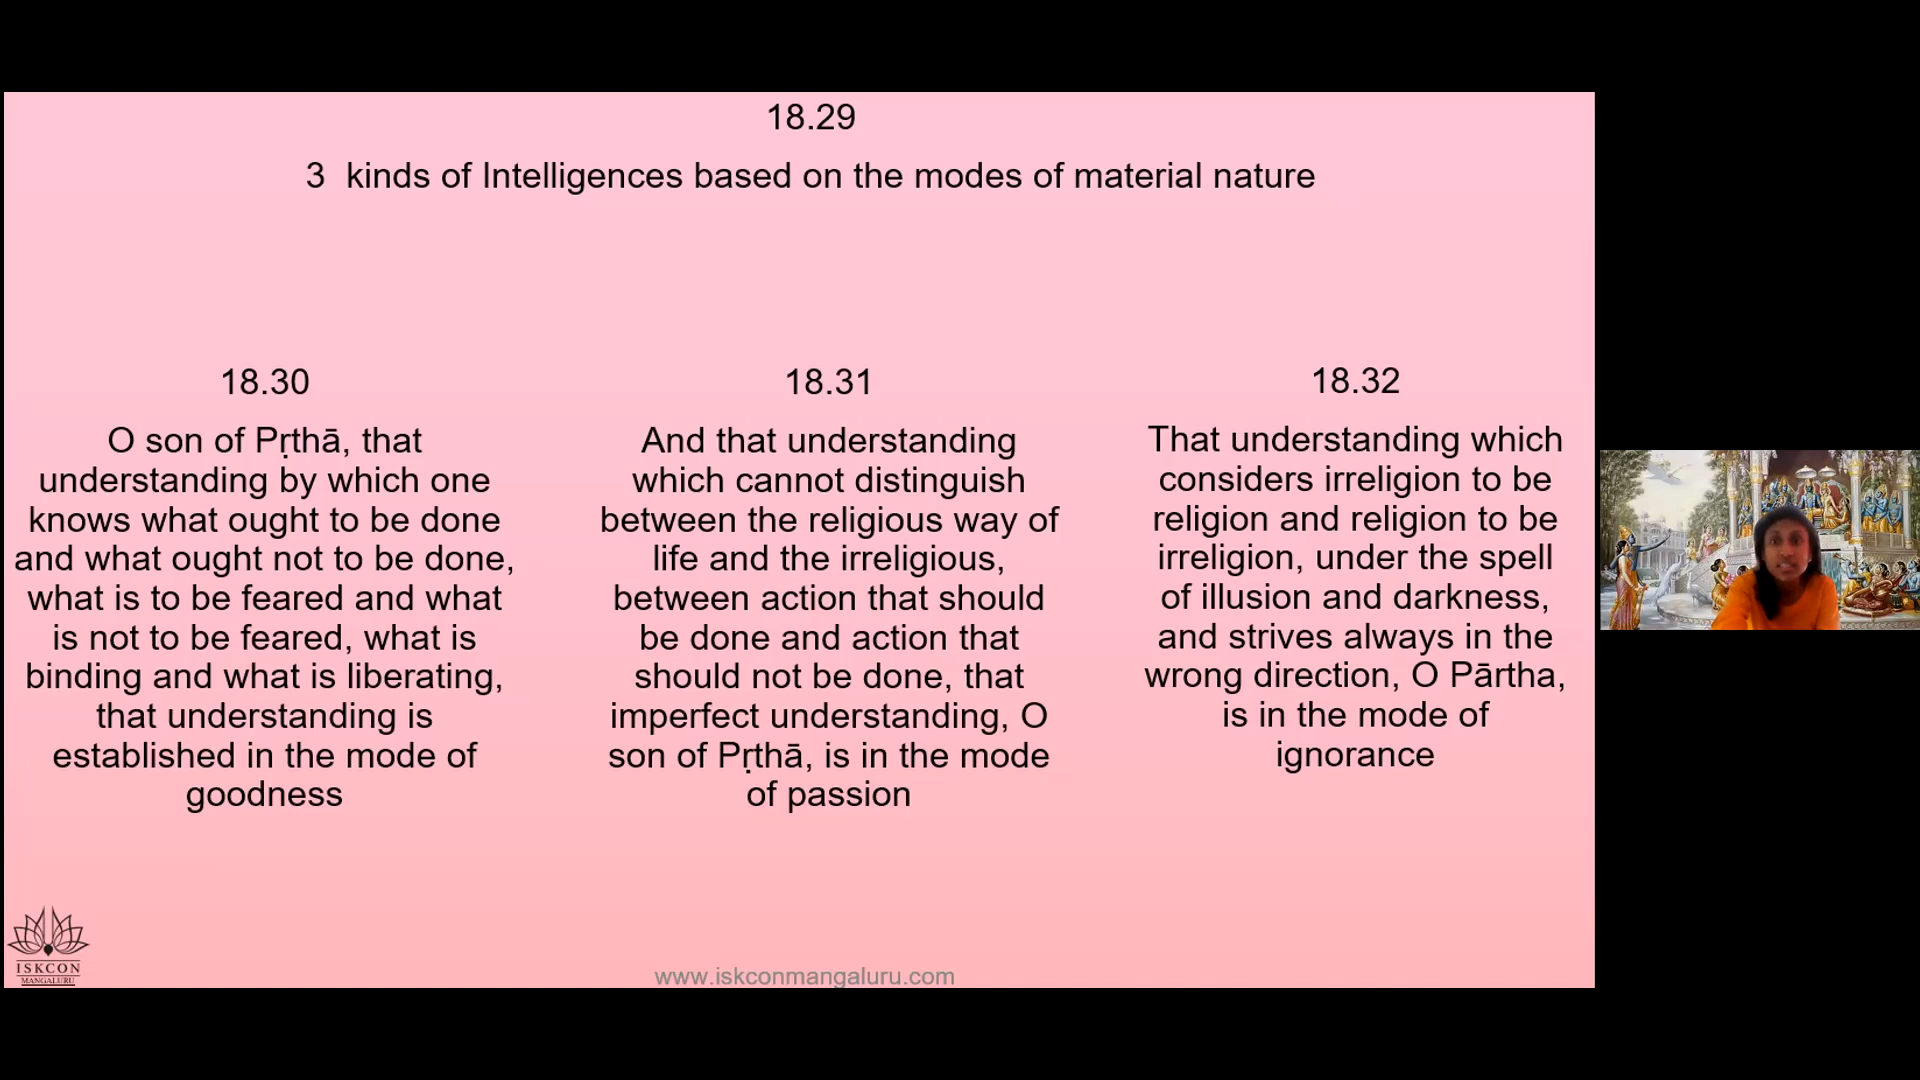 18.29
3 kinds of Intelligences based on the modes of material nature
18.30
O son of Pṛthā, that
understanding by which one
knows what ought to be done
and what ought not to be done,
what is to be feared and what
is not to be feared, what is
binding and what is liberating,
that understanding is
established in the mode of
goodness
18.31
And that understanding
which cannot distinguish
between the religious way of
life and the irreligious,
between action that should
be done and action that
should not be done, that
imperfect understanding, O
son of Pṛthā, is in the mode
of passion
18.32
That understanding which
considers irreligion to be
religion and religion to be
irreligion, under the spell
of illusion and darkness,
and strives always in the
wrong direction, O Pārtha,
is in the mode of
ignorance
ISKCON
MANGALURU
www.iskconmangaluru.com